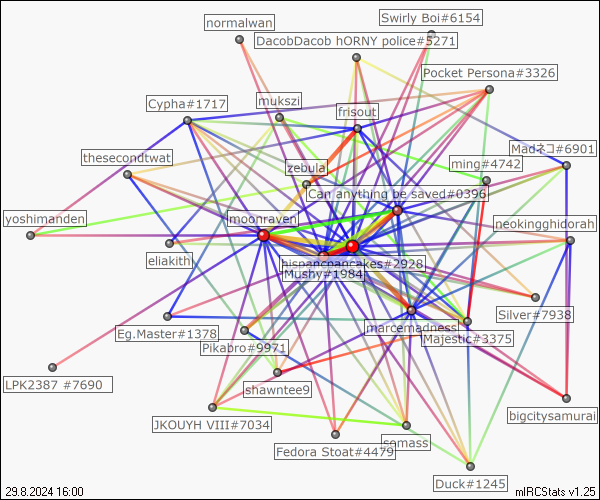 normalwan
Swirly Boi#6154
DacobDacob hORNY police#5271
Pocket Persona#3326
Cypha#1717
mukszi
frisout
thesecondtwat
zebula
ming#4742
Madネコ#6901
Can anything be saved#0396
yoshimanden
moonraven
neokingghidorah
eliakith
hispancpancakes#2928
Mushy#1984
Silver#7938
Eg.Master#1378
marcemadness
Pikabro#9971
Majestic#3375
LPK2387 #7690
shawntee9
bigcitysamurai
JKOUYH VIII#7034
somass
Fedora Stoat#4479
Duck#1245
29.8.2024 16:00
mIRCStats v1.25